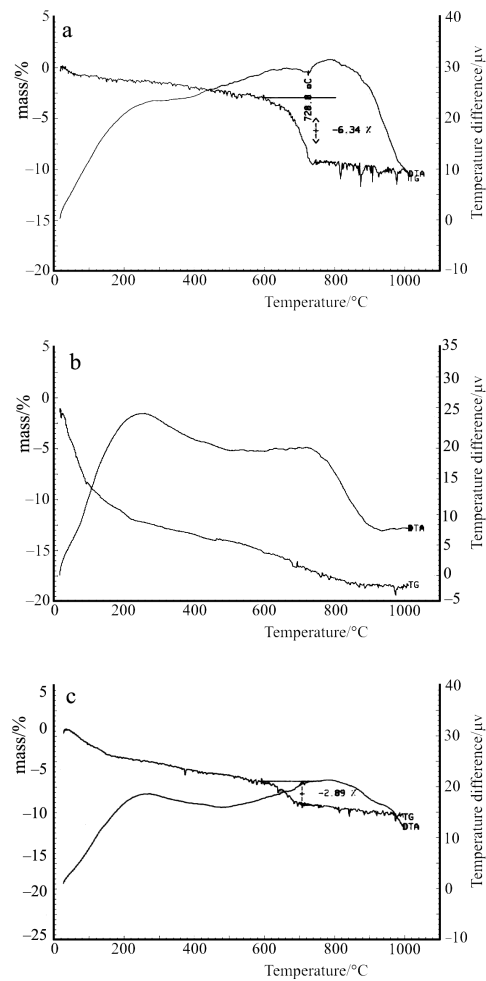 a
mass/%
5
0
−5
−10
−15
−20
40
30
20
10
0
−10
Temperature difference/μv
728.8 oC
-6.34 %
DTA
TG
0 200 400 600 800 1000
Temperature/°C
b
mass/%
5
0
−5
−10
−15
−20
35
30
25
20
15
10
5
0
−5
Temperature difference/μv
DTA
TG
0 200 400 600 800 1000
Temperature/°C
c
mass/%
5
0
−5
−10
−15
−20
−25
40
30
20
10
0
−10
Temperature difference/μv
-2.89 %
TG
DTA
0 200 400 600 800 1000
Temperature/°C